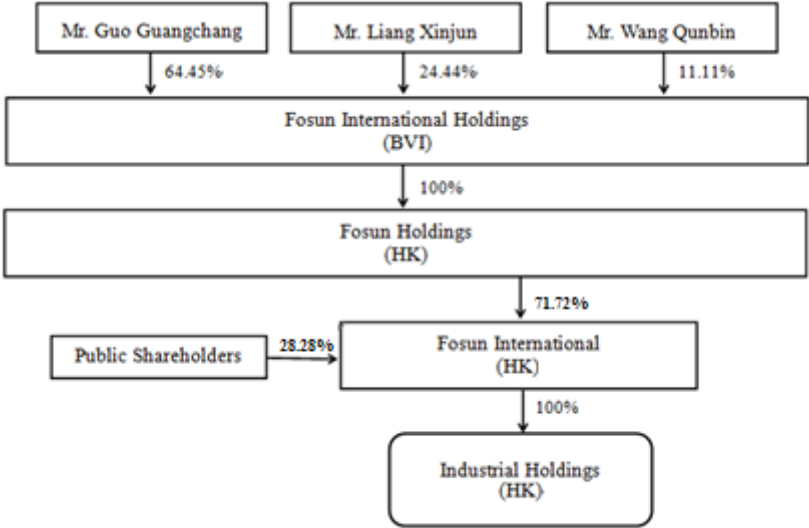 Mr. Guo Guangchang
Mr. Liang Xinjun
Mr. Wang Qunbin
64.45%
24.44%
11.11%
Fosun International Holdings
(BVI)
100%
Fosun Holdings
(HK)
71.72%
Public Shareholders
28.28%
Fosun International
(HK)
100%
Industrial Holdings
(HK)